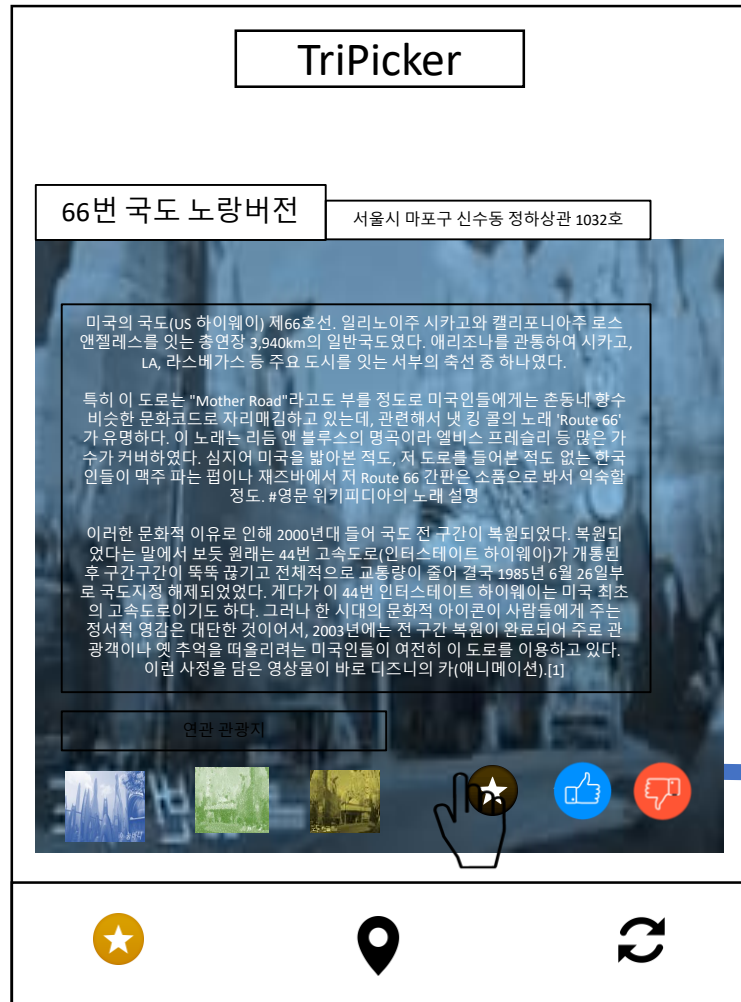 TriPicker
66번 국도 노랑버전
서울시 마포구 신수동 정하상관 1032호
미국의 국도(US 하이웨이) 제66호선. 일리노이주 시카고와 캘리포니아주 로스
앤젤레스를 잇는 총연장 3,940km의 일반국도였다. 애리조나를 관통하여 시카고,
LA, 라스베가스 등 주요 도시를 잇는 서부의 축선 중 하나였다.
특히 이 도로는 "Mother Road"라고도 부를 정도로 미국인들에게는 촌동네 향수
비슷한 문화코드로 자리매김하고 있는데, 관련해서 냇 킹 콜의 노래 'Route 66'
가 유명하다. 이 노래는 리듬 앤 블루스의 명곡이라 엘비스 프레슬리 등 많은 가
수가 커버하였다. 심지어 미국을 밟아본 적도, 저 도로를 들어본 적도 없는 한국
인들이 맥주 파는 펍이나 재즈바에서 저 Route 66 간판은 소품으로 봐서 익숙할
정도. #영문 위키피디아의 노래 설명
이러한 문화적 이유로 인해 2000년대 들어 국도 전 구간이 복원되었다. 복원되
었다는 말에서 보듯 원래는 44번 고속도로(인터스테이트 하이웨이)가 개통된
후 구간구간이 뚝뚝 끊기고 전체적으로 교통량이 줄어 결국 1985년 6월 26일부
로 국도지정 해제되었었다. 게다가 이 44번 인터스테이트 하이웨이는 미국 최초
의 고속도로이기도 하다. 그러나 한 시대의 문화적 아이콘이 사람들에게 주는
정서적 영감은 대단한 것이어서, 2003년에는 전 구간 복원이 완료되어 주로 관
광객이나 옛 추억을 떠올리려는 미국인들이 여전히 이 도로를 이용하고 있다.
이런 사정을 담은 영상물이 바로 디즈니의 카(애니메이션).[1]
연관 관광지